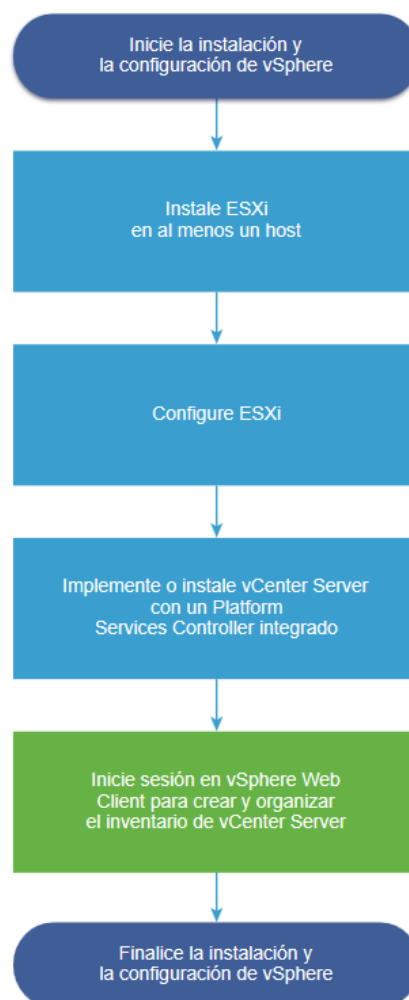 Inicie la instalación y
la configuración de vSphere
Instale ESXi
en al menos un host
Configure ESXi
Implemente o instale vCenter Server
con un Platform
Services Controller integrado
Inicie sesión en vSphere Web
Client para crear y organizar
el inventario de vCenter Server
Finalice la instalación y
la configuración de vSphere